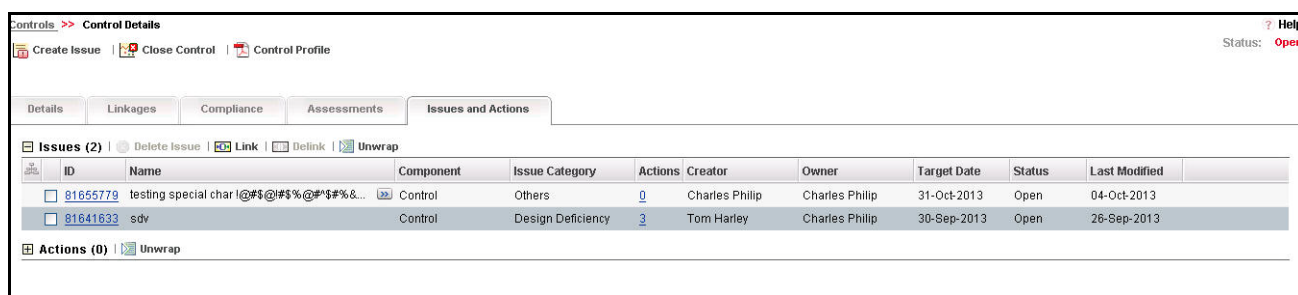 Controls >> Control Details
? Help
Create Issue | Close Control | Control Profile
Status: Open
Details Linkages Compliance Assessments Issues and Actions
Issues (2) | Delete Issue | Link | Delink | Unwrap
ID Name Component Issue Category Actions Creator Owner Target Date Status Last Modified
81655779 testing special char !@#$@!#$%@#^$#%&... >> Control Others 0 Charles Philip Charles Philip 31-Oct-2013 Open 04-Oct-2013
81641633 sdv Control Design Deficiency 3 Tom Harley Charles Philip 30-Sep-2013 Open 26-Sep-2013
Actions (0) | Unwrap